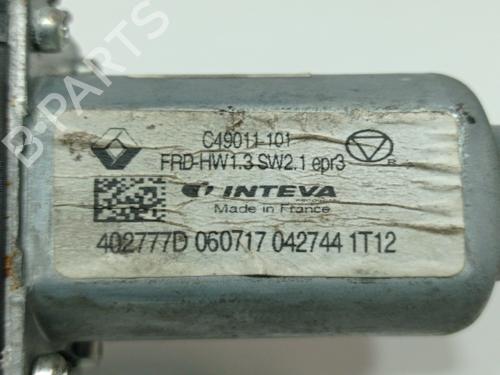 C49011-101
FRD-HW1.3 SW2.1 epr3
R
INTEVA
Made in France
402777D 060717 042744 1T12
B-PARTS